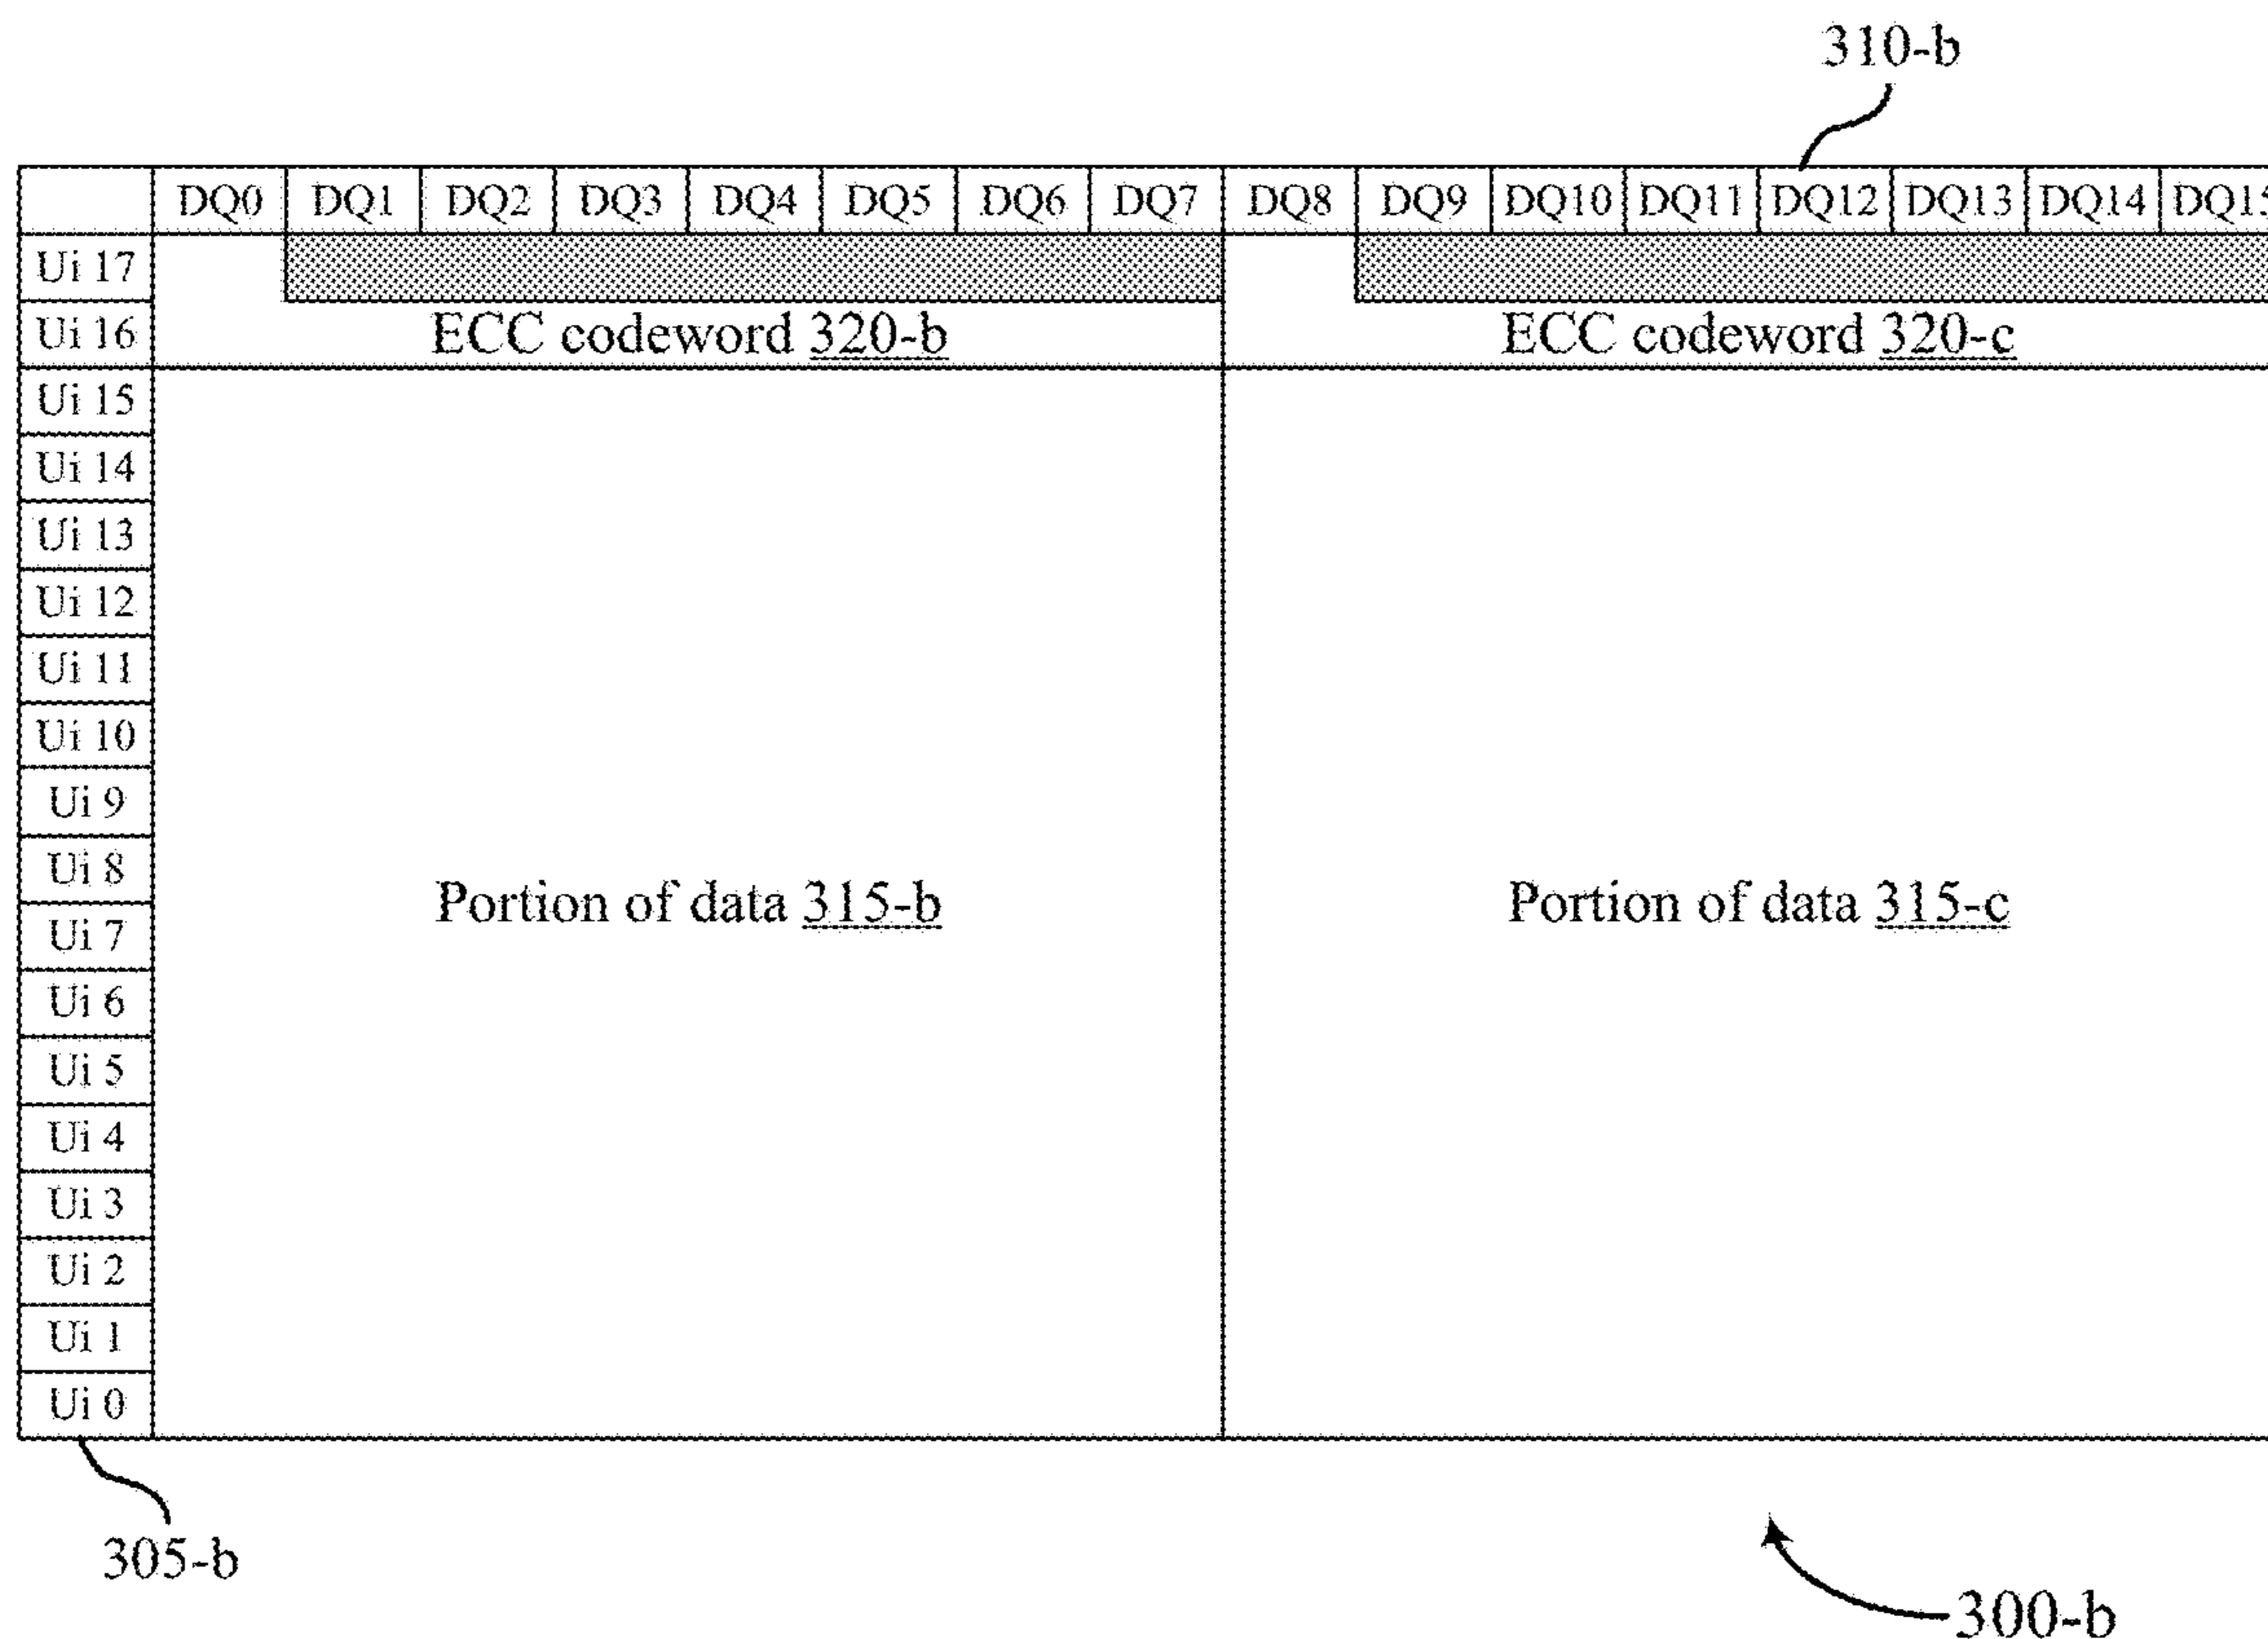 310-b
DQ0 DQ1 DQ2 DQ3 DQ4 DQ5 DQ6 DQ7 DQ8 DQ9 DQ10 DQ11 DQ12 DQ13 DQ14 DQ15
Ui 17
Ui 16 ECC codeword 320-b ECC codeword 320-c
Ui 15
Ui 14
Ui 13
Ui 12
Ui 11
Ui 10
Ui 9
Ui 8
Ui 7 Portion of data 315-b Portion of data 315-c
Ui 6
Ui 5
Ui 4
Ui 3
Ui 2
Ui 1
Ui 0
305-b
300-b